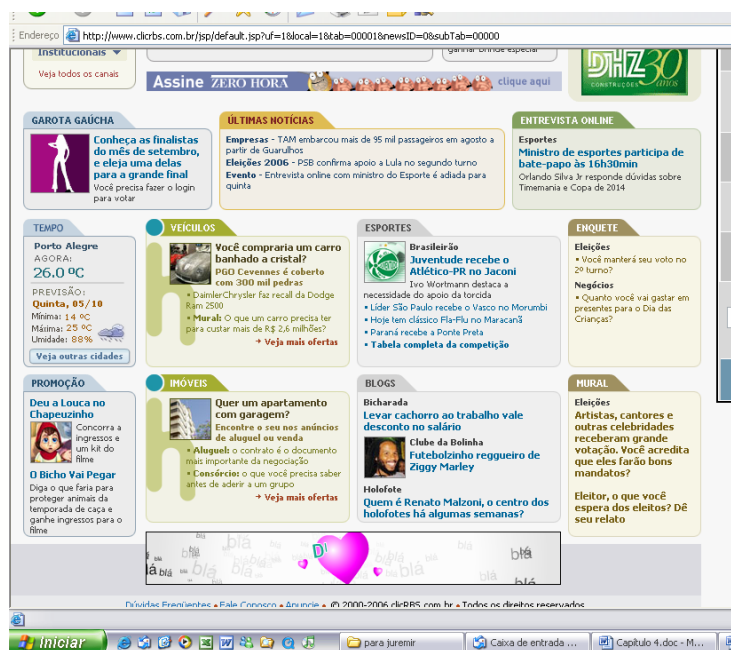 Endereço http://www.clicrbs.com.br/jsp/default.jsp?uf=1&local=1&tab=00001&newsID=0&subTab=00000
Institucionais
Veja todos os canais
ganhar brinde especial
Assine ZERO HORA
clique aqui
DHZ 30 anos
CONSTRUÇÕES
GAROTA GAÚCHA
Conheça
as finalistas
do mês de
setembro,
e eleja uma delas
para a grande final
Você precisa fazer o login
para votar
ÚLTIMAS NOTÍCIAS
Empresas - TAM embarcou mais de 95 mil passageiros em agosto a
partir de Guarulhos
Eleições 2006 - PSB confirma apoio a Lula no segundo turno
Evento - Entrevista online com ministro do Esporte é adiada para
quinta
ENTREVISTA ONLINE
Esportes
Ministro de esportes participa de
bate-papo às 16h30min
Orlando Silva Jr responde dúvidas sobre
Timemania e Copa de 2014
TEMPO
Porto Alegre
AGORA:
26.0 ºC
PREVISÃO:
Quinta, 05/10
Mínima: 14 ºC
Máxima: 25 ºC
Umidade: 88%
Veja outras cidades
VEÍCULOS
Você compraria um carro
banhado a cristal?
PGO Cevennes é coberto
com 300 mil pedras
• DaimlerChrysler faz recall da Dodge
Ram 2500
• Mural: O que um carro precisa ter
para custar mais de R$ 2,6 milhões?
Veja mais ofertas
ESPORTES
Brasileirão
Juventude recebe o
Atlético-PR no Jaconi
Ivo Wortmann destaca a
necessidade do apoio da torcida
• Líder São Paulo recebe o Vasco no Morumbi
• Hoje tem clássico Fla-Flu no Maracanã
• Paraná recebe a Ponte Preta
• Tabela completa da competição
ENQUETE
Eleições
• Você manterá seu voto no
2º turno?
Negócios
• Quanto você vai gastar em
presentes para o Dia das
Crianças?
PROMOÇÃO
Deu a Louca no
Chapeuzinho
Concorra a
ingressos e
um kit do
filme
O Bicho Vai Pegar
Diga o que faria para
proteger animais da
temporada de caça e
ganhe ingressos para o
filme
IMÓVEIS
Quer um apartamento
com garagem?
Encontre o seu nos anúncios
de aluguel ou venda
• Aluguel: o contrato é o documento
mais importante da negociação
• Consórcio: o que você precisa saber
antes de aderir a um grupo
Veja mais ofertas
BLOGS
Bicharada
Levar cachorro ao trabalho vale
desconto no salário
Clube da Bolinha
Futebolzinho reggueiro de
Ziggy Marley
Holofote
Quem é Renato Malzoni, o centro dos
holofotes há algumas semanas?
MURAL
Eleições
Artistas, cantores e
outras celebridades
receberam grande
votação. Você acredita
que eles farão bons
mandatos?
Eleitor, o que você
espera dos eleitos? Dê
seu relato
blá blá blá blá blá blá blá blá blá
Dúvidas Freqüentes • Fale Conosco • Anuncie • © 2000-2006 clicRBS.com.br • Todos os direitos reservados
Iniciar
para juremir
Caixa de entrada ...
Capítulo 4.doc - M...